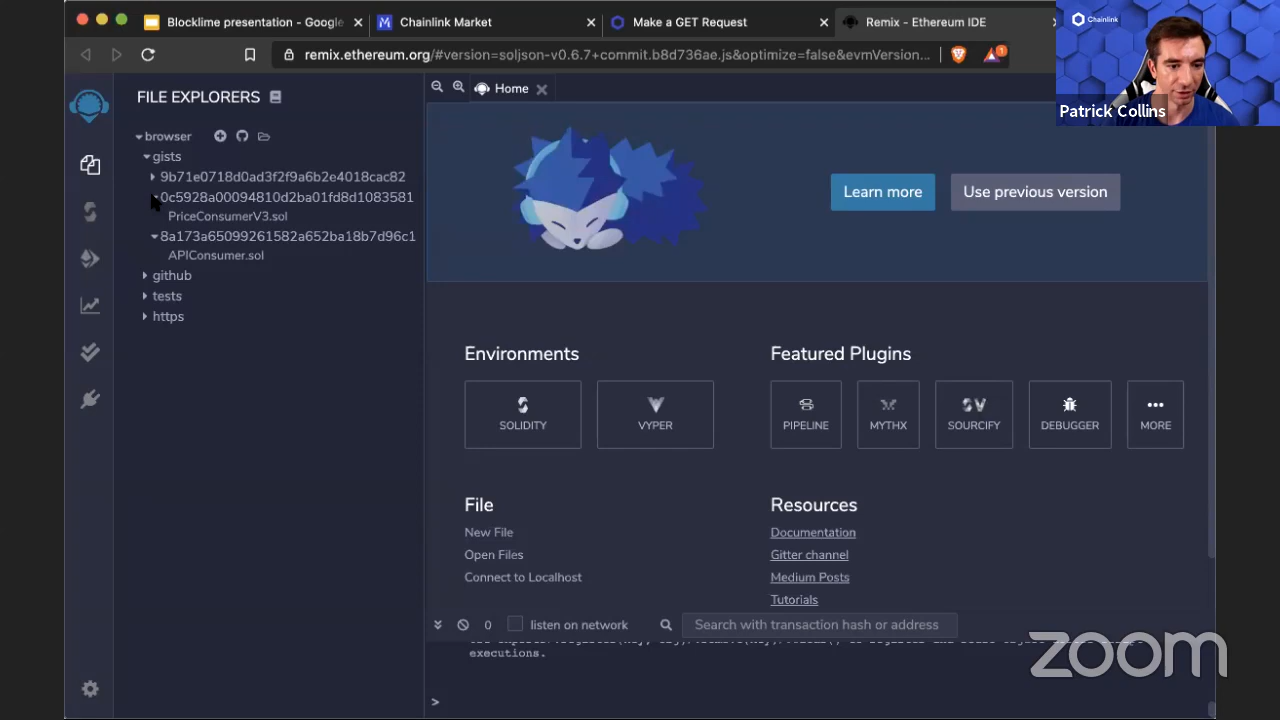 Blocklime presentation - Google
Chainlink Market
Make a GET Request
Remix - Ethereum IDE
Chainlink
remix.ethereum.org/#version=soljson-v0.6.7+commit.b8d736ae.js&optimize=false&evmVersion...
1
Patrick Collins
FILE EXPLORERS
Home
browser
gists
9b71e0718d0ad3f2f9a6b2e4018cac82
0c5928a00094810d2ba01fd8d1083581
PriceConsumerV3.sol
8a173a65099261582a652ba18b7d96c1
APIConsumer.sol
github
tests
https
Learn more
Use previous version
Environments
Featured Plugins
SOLIDITY
VYPER
PIPELINE
MYTHX
SOURCIFY
DEBUGGER
MORE
File
Resources
New File
Documentation
Open Files
Gitter channel
Connect to Localhost
Medium Posts
Tutorials
0
listen on network
Search with transaction hash or address
executions.
>
zoom